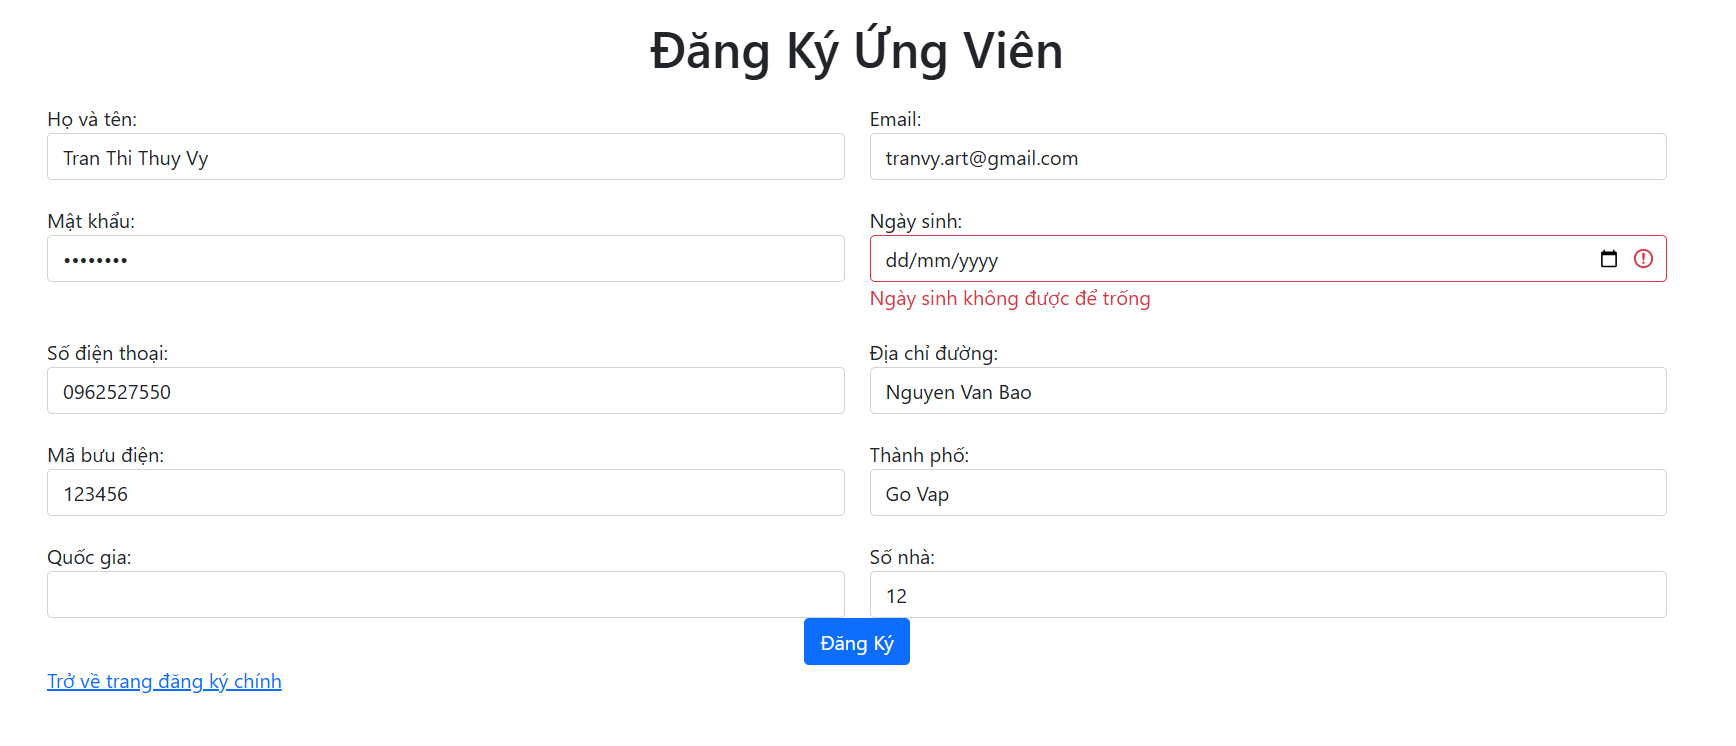 Đăng Ký Ứng Viên
Họ và tên:
Tran Thi Thuy Vy
Email:
tranvy.art@gmail.com
Mật khẩu:
••••••••
Ngày sinh:
dd/mm/yyyy
Ngày sinh không được để trống
Số điện thoại:
0962527550
Địa chỉ đường:
Nguyen Van Bao
Mã bưu điện:
123456
Thành phố:
Go Vap
Quốc gia:
Số nhà:
12
Đăng Ký
Trở về trang đăng ký chính